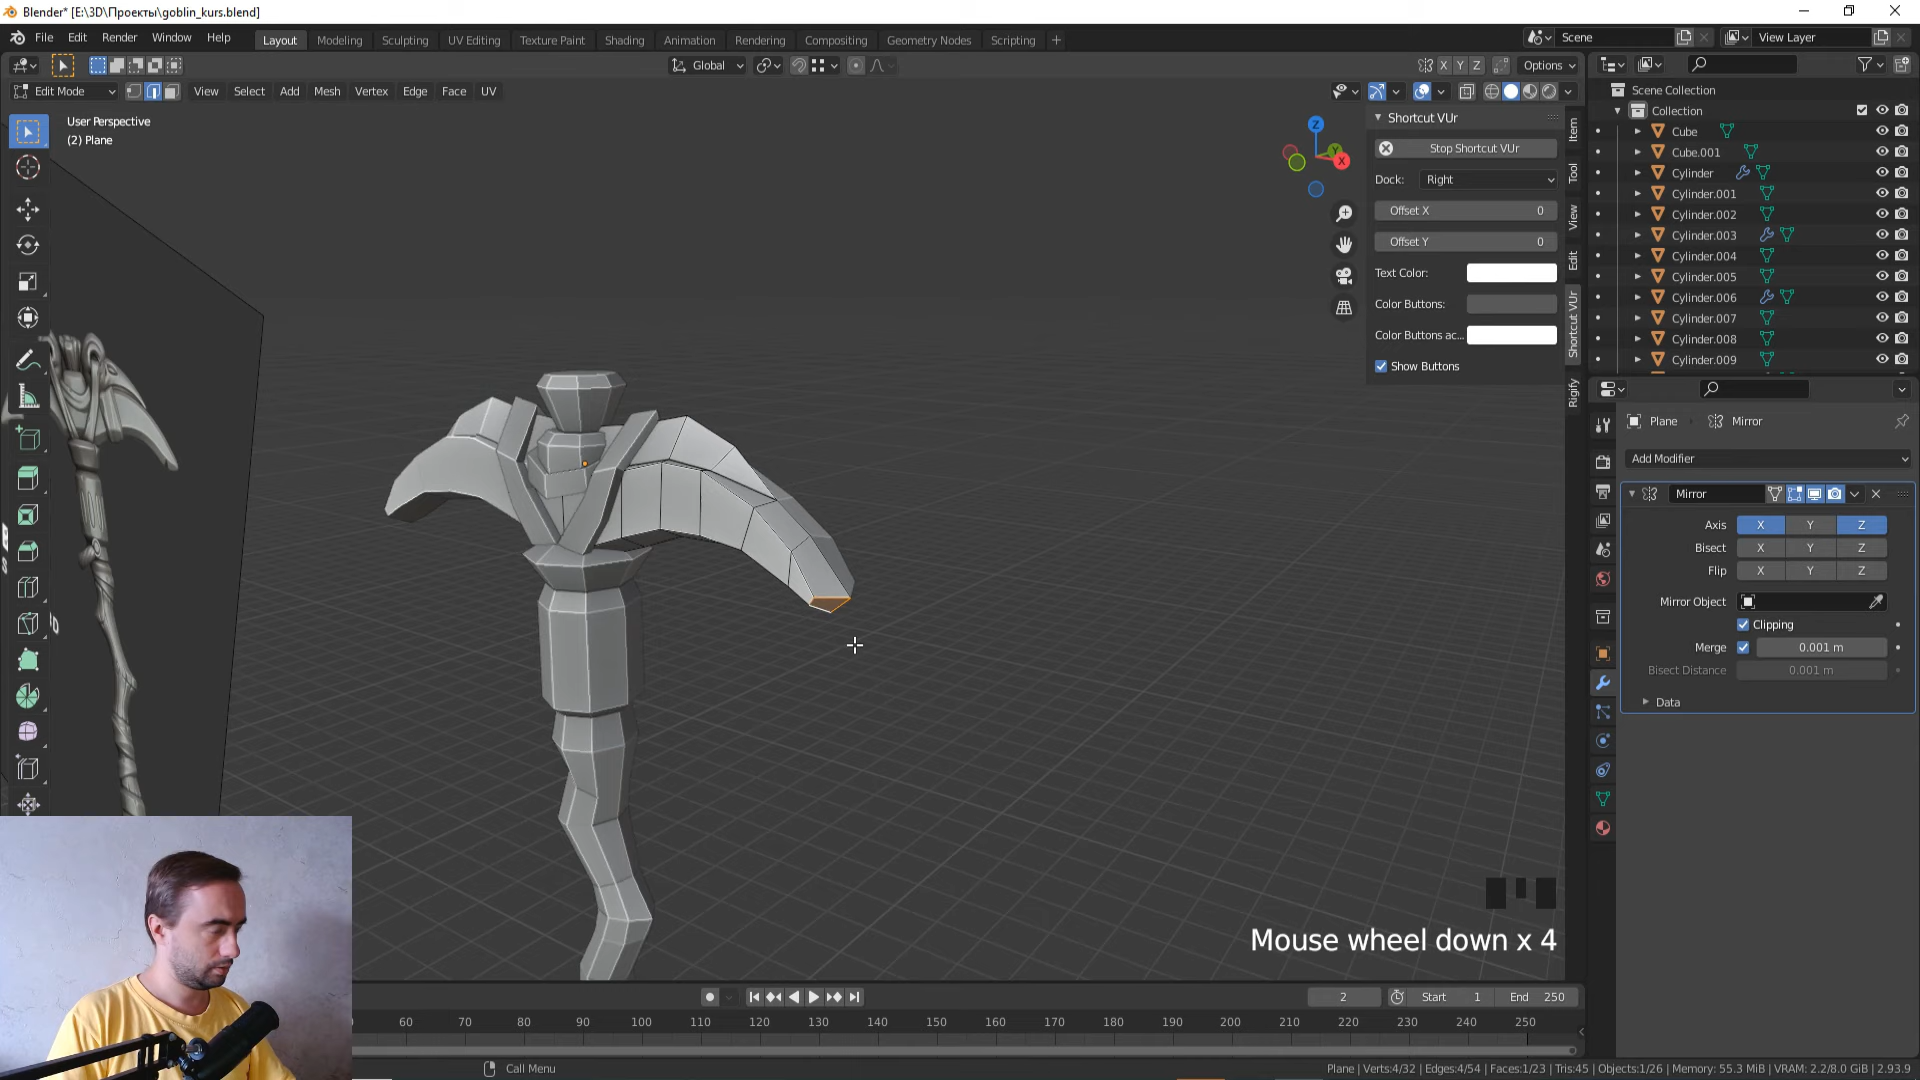 Blender* [E:\3D\Проекты\goblin_kurs.blend]
File Edit Render Window Help
Layout Modeling Sculpting UV Editing Texture Paint Shading Animation Rendering Compositing Geometry Nodes Scripting +
Scene
View Layer
Global
X Y Z
Options
Edit Mode
View Select Add Mesh Vertex Edge Face UV
User Perspective
(2) Plane
Z
Y
X
Shortcut VUr
Stop Shortcut VUr
Dock: Right
Offset X 0
Offset Y 0
Text Color:
Color Buttons:
Color Buttons ac...
Show Buttons
Item
Tool
View
Edit
Shortcut VUr
Rigify
Scene Collection
Collection
Cube
Cube.001
Cylinder
Cylinder.001
Cylinder.002
Cylinder.003
Cylinder.004
Cylinder.005
Cylinder.006
Cylinder.007
Cylinder.008
Cylinder.009
Plane
Mirror
Add Modifier
Mirror
Axis X Y Z
Bisect X Y Z
Flip X Y Z
Mirror Object
Clipping
Merge 0.001 m
Bisect Distance 0.001 m
Data
Mouse wheel down x 4
2
Start 1
End 250
60 70 80 90 100 110 120 130 140 150 160 170 180 190 200 210 220 230 240 250
Call Menu
Plane | Verts:4/32 | Edges:4/54 | Faces:1/23 | Tris:45 | Objects:1/26 | Memory: 55.3 MiB | VRAM: 2.2/8.0 GiB | 2.93.9